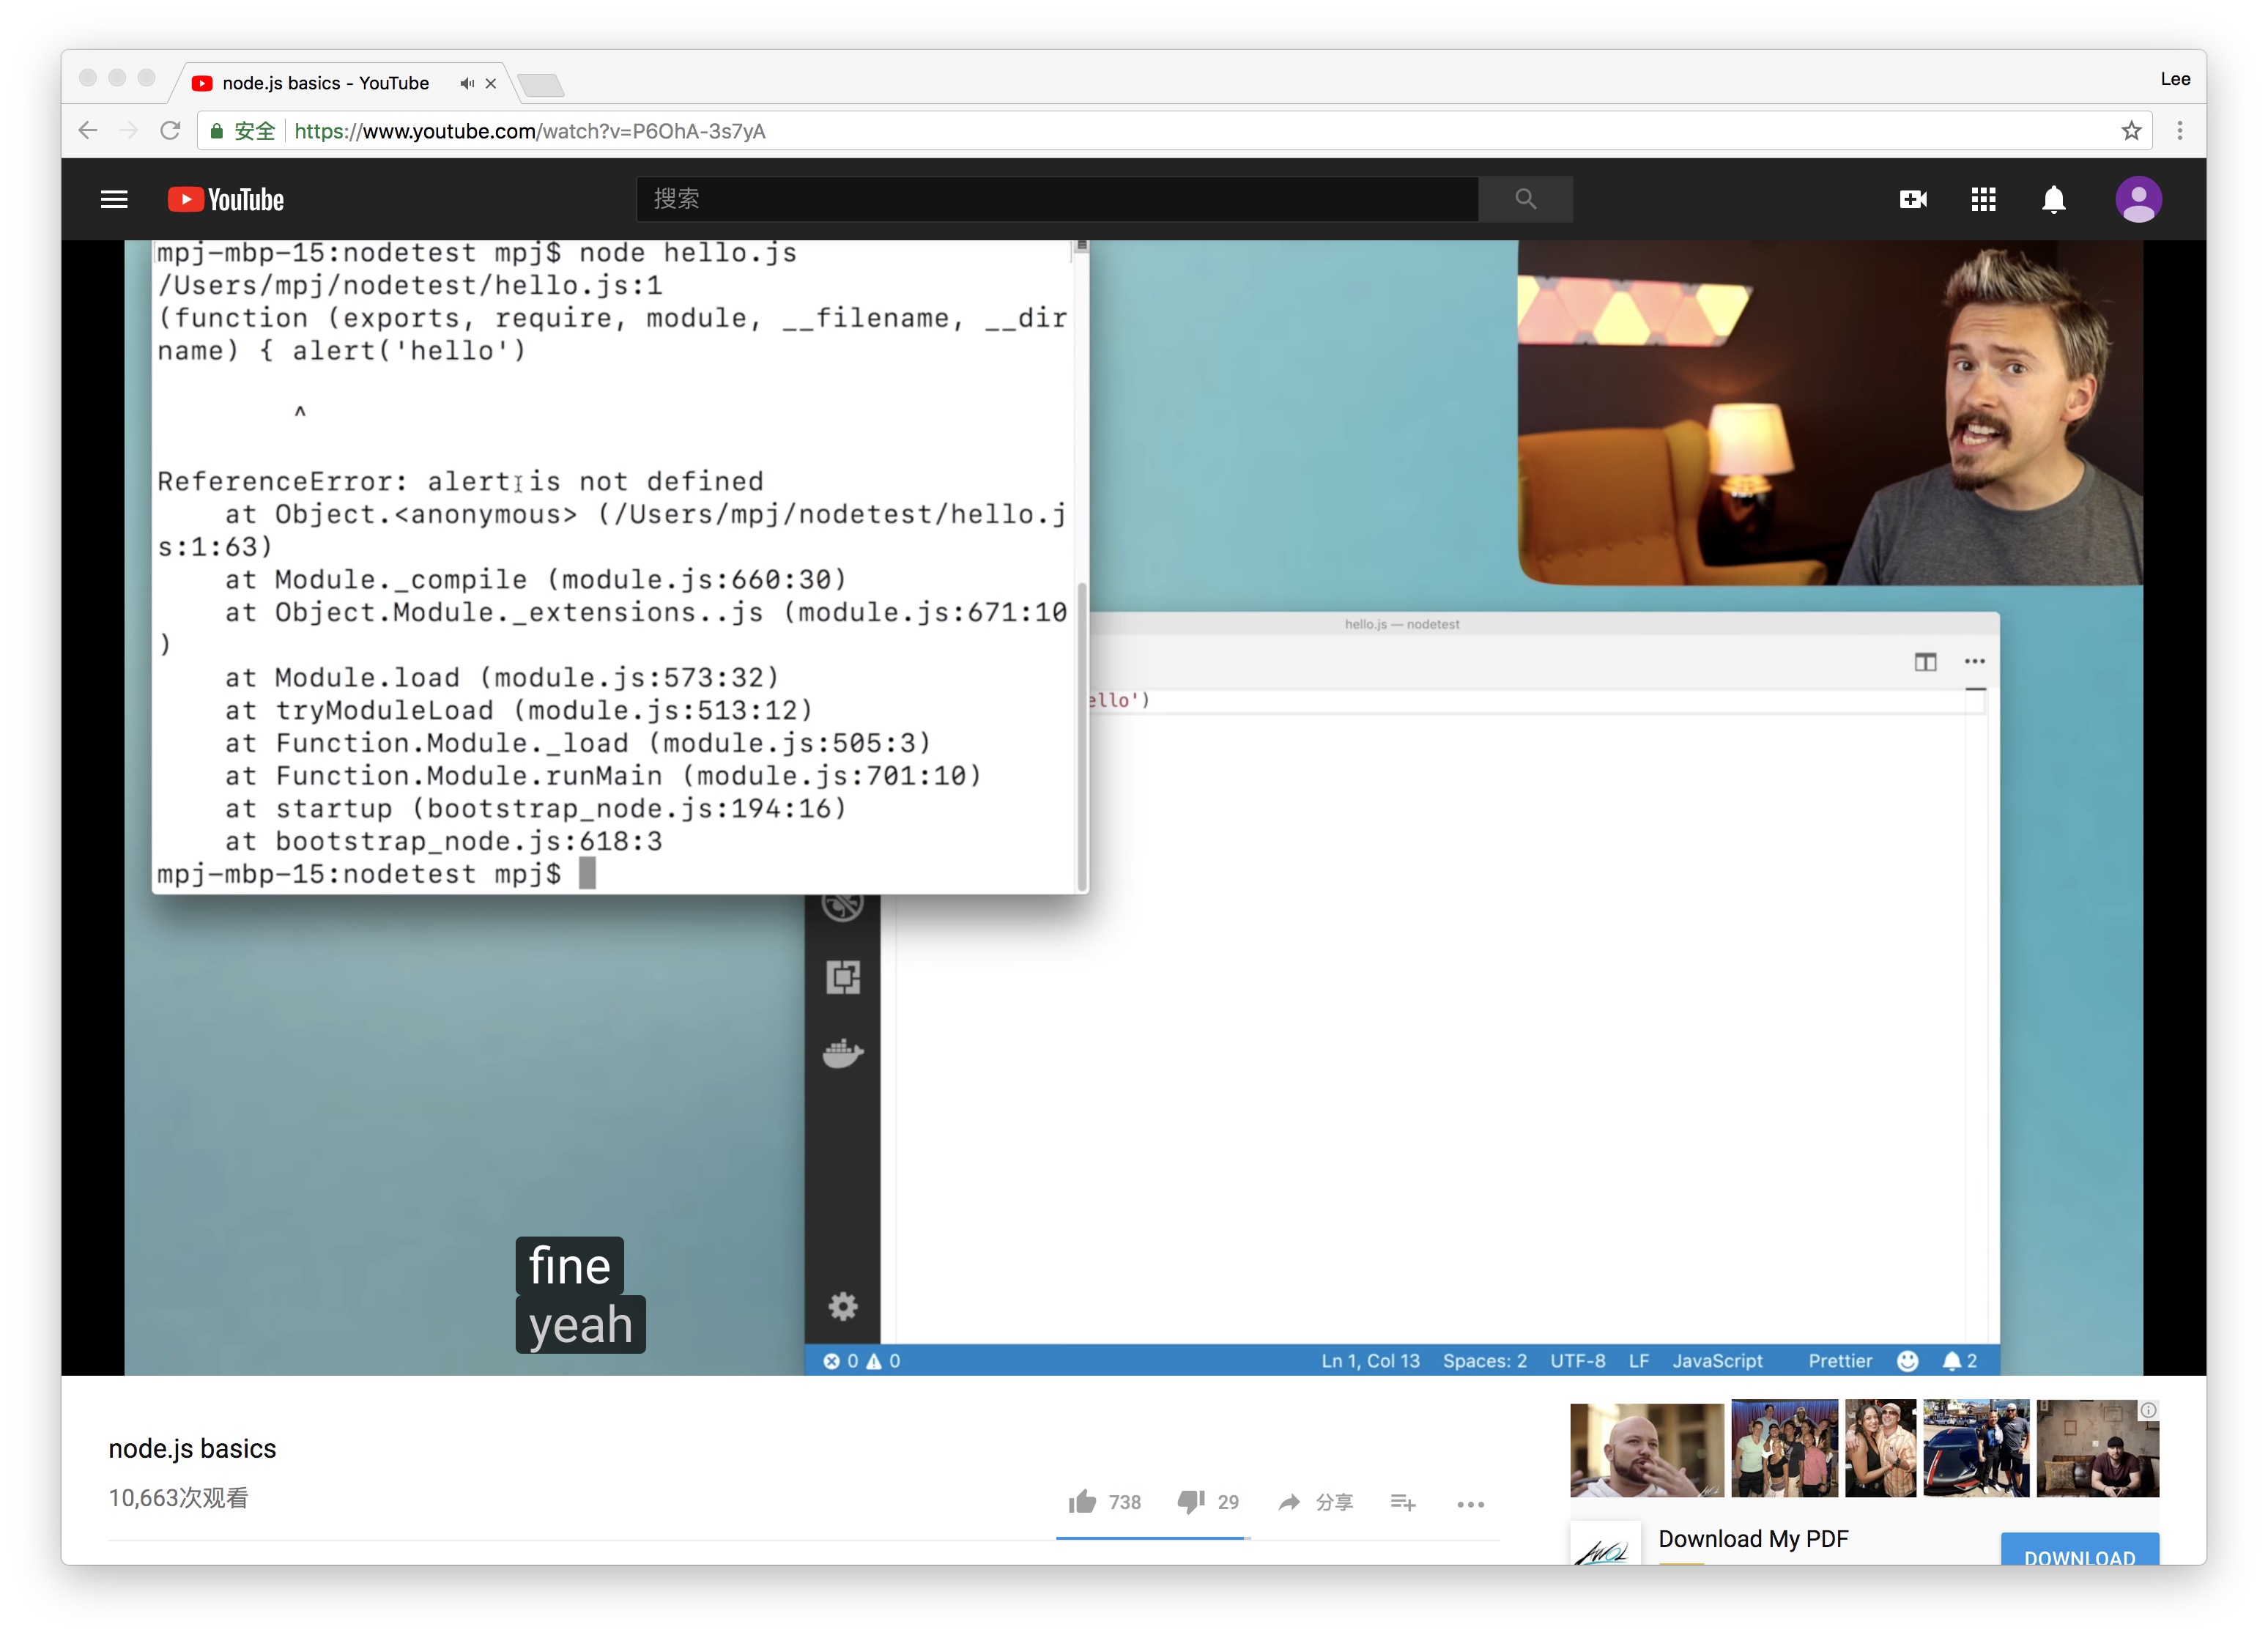 node.js basics - YouTube
Lee
安全
https://www.youtube.com/watch?v=P6OhA-3s7yA
YouTube
搜索
mpj-mbp-15:nodetest mpj$ node hello.js
/Users/mpj/nodetest/hello.js:1
(function (exports, require, module, __filename, __dir
name) { alert('hello')
^
ReferenceError: alert is not defined
at Object.<anonymous> (/Users/mpj/nodetest/hello.j
s:1:63)
at Module._compile (module.js:660:30)
at Object.Module._extensions..js (module.js:671:10
)
at Module.load (module.js:573:32)
at tryModuleLoad (module.js:513:12)
at Function.Module._load (module.js:505:3)
at Function.Module.runMain (module.js:701:10)
at startup (bootstrap_node.js:194:16)
at bootstrap_node.js:618:3
mpj-mbp-15:nodetest mpj$
hello.js — nodetest
ello')
fine
yeah
0 0
Ln 1, Col 13 Spaces: 2 UTF-8 LF JavaScript Prettier 2
node.js basics
10,663次观看
738 29 分享
Download My PDF
DOWNLOAD